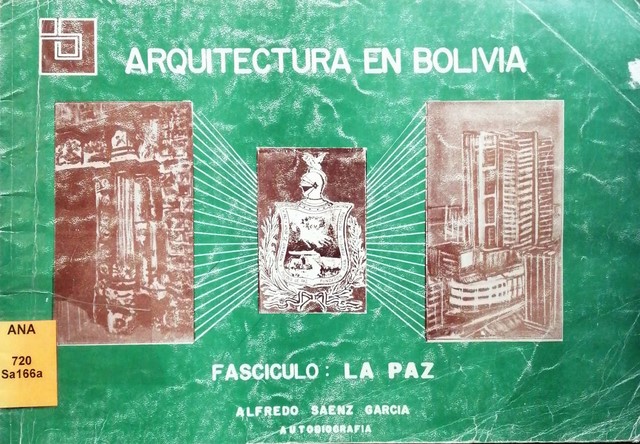 ARQUITECTURA EN BOLIVIA
ANA
720
Sa166a
FASCICULO: LA PAZ
ALFREDO SAENZ GARCIA
AUTOBIOGRAFIA